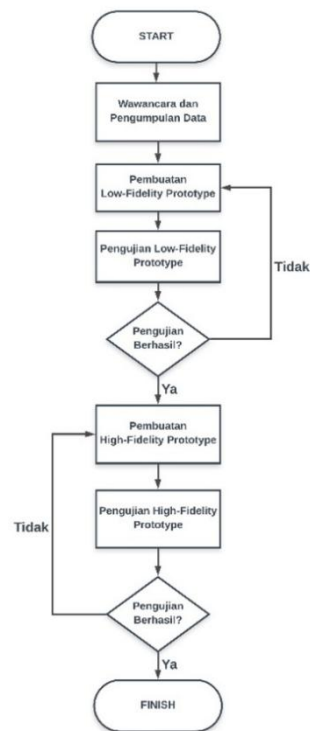 START
Wawancara dan
Pengumpulan Data
Pembuatan
Low-Fidelity Prototype
Pengujian Low-Fidelity
Prototype
Tidak
Pengujian
Berhasil?
Ya
Pembuatan
High-Fidelity Prototype
Pengujian High-Fidelity
Prototype
Tidak
Pengujian
Berhasil?
Ya
FINISH